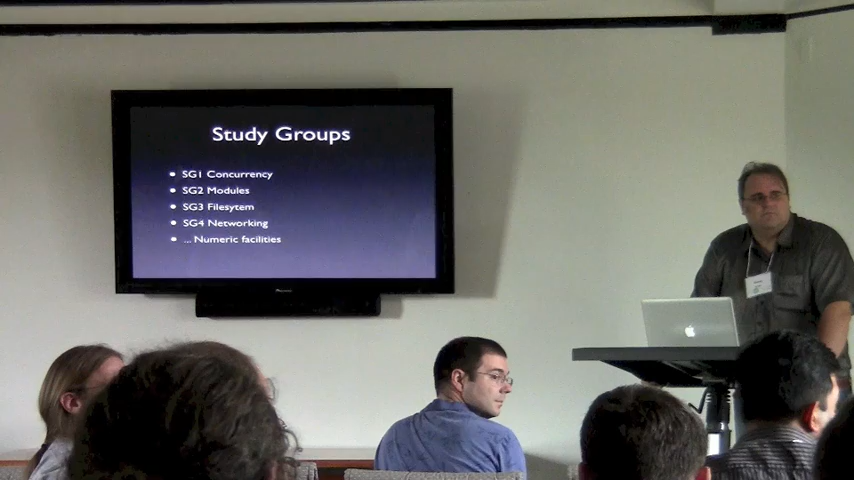 Study Groups
• SG1 Concurrency
• SG2 Modules
• SG3 Filesytem
• SG4 Networking
• ... Numeric facilities